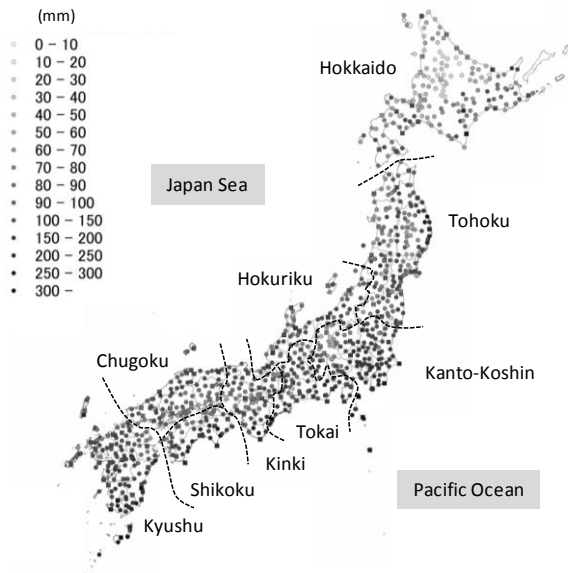 (mm)
0 – 10
10 – 20
20 – 30
30 – 40
40 – 50
50 – 60
60 – 70
70 – 80
80 – 90
90 – 100
100 – 150
150 – 200
200 – 250
250 – 300
300 –
Hokkaido
Japan Sea
Tohoku
Hokuriku
Chugoku
Kanto-Koshin
Tokai
Kinki
Shikoku
Pacific Ocean
Kyushu